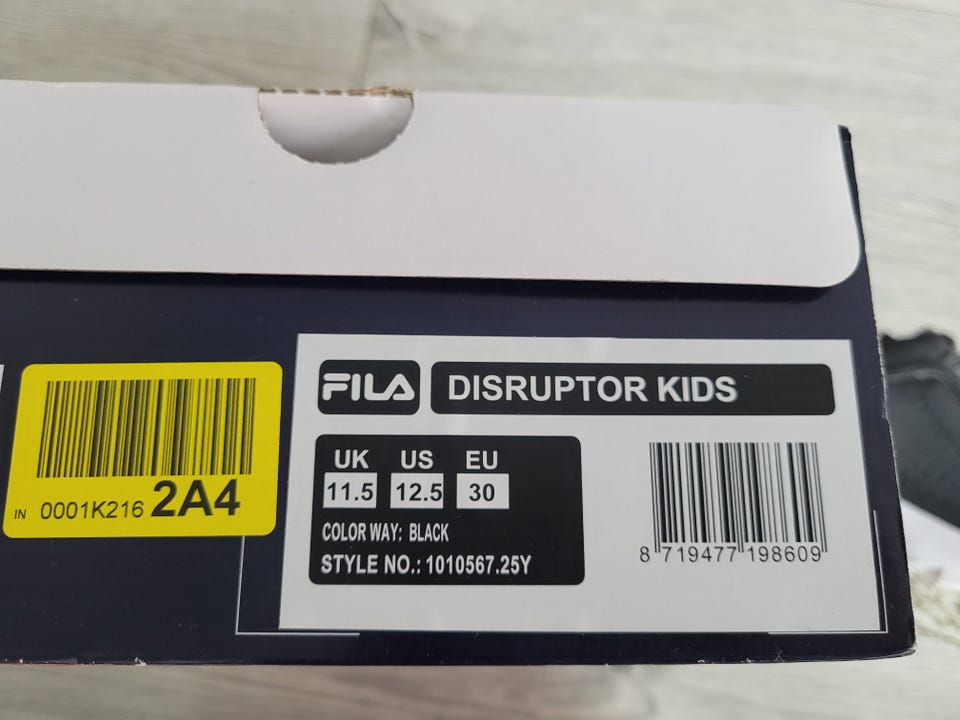 IN 0001K216 2A4
FILA DISRUPTOR KIDS
UK US EU
11.5 12.5 30
COLOR WAY: BLACK
STYLE NO.: 1010567.25Y
8 719477 198609